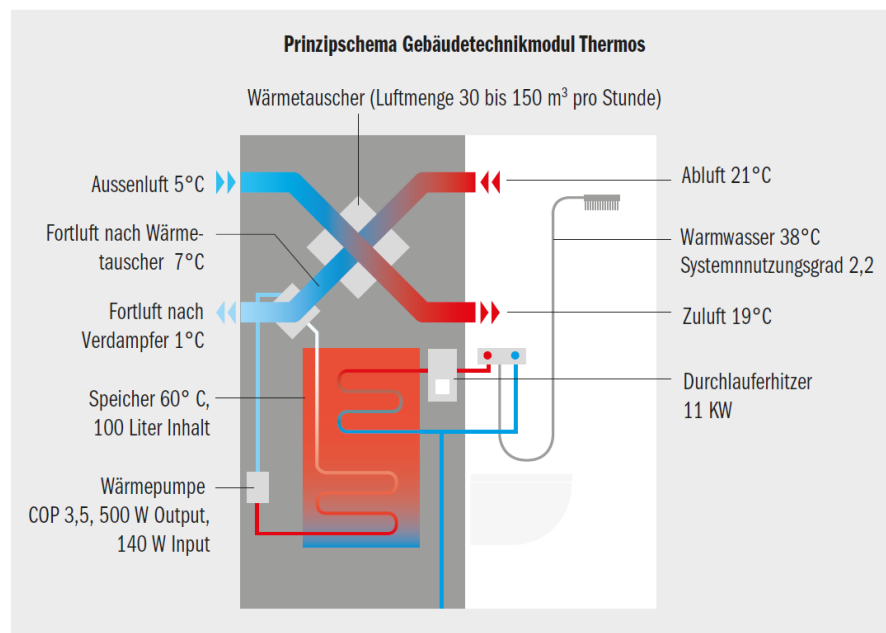 Prinzipschema Gebäudetechnikmodul Thermos
Wärmetauscher (Luftmenge 30 bis 150 m³ pro Stunde)
Aussenluft 5°C
Fortluft nach Wärme-
tauscher 7°C
Fortluft nach
Verdampfer 1°C
Speicher 60° C,
100 Liter Inhalt
Wärmepumpe
COP 3,5, 500 W Output,
140 W Input
Abluft 21°C
Warmwasser 38°C
Systemnnutzungsgrad 2,2
Zuluft 19°C
Durchlauferhitzer
11 KW